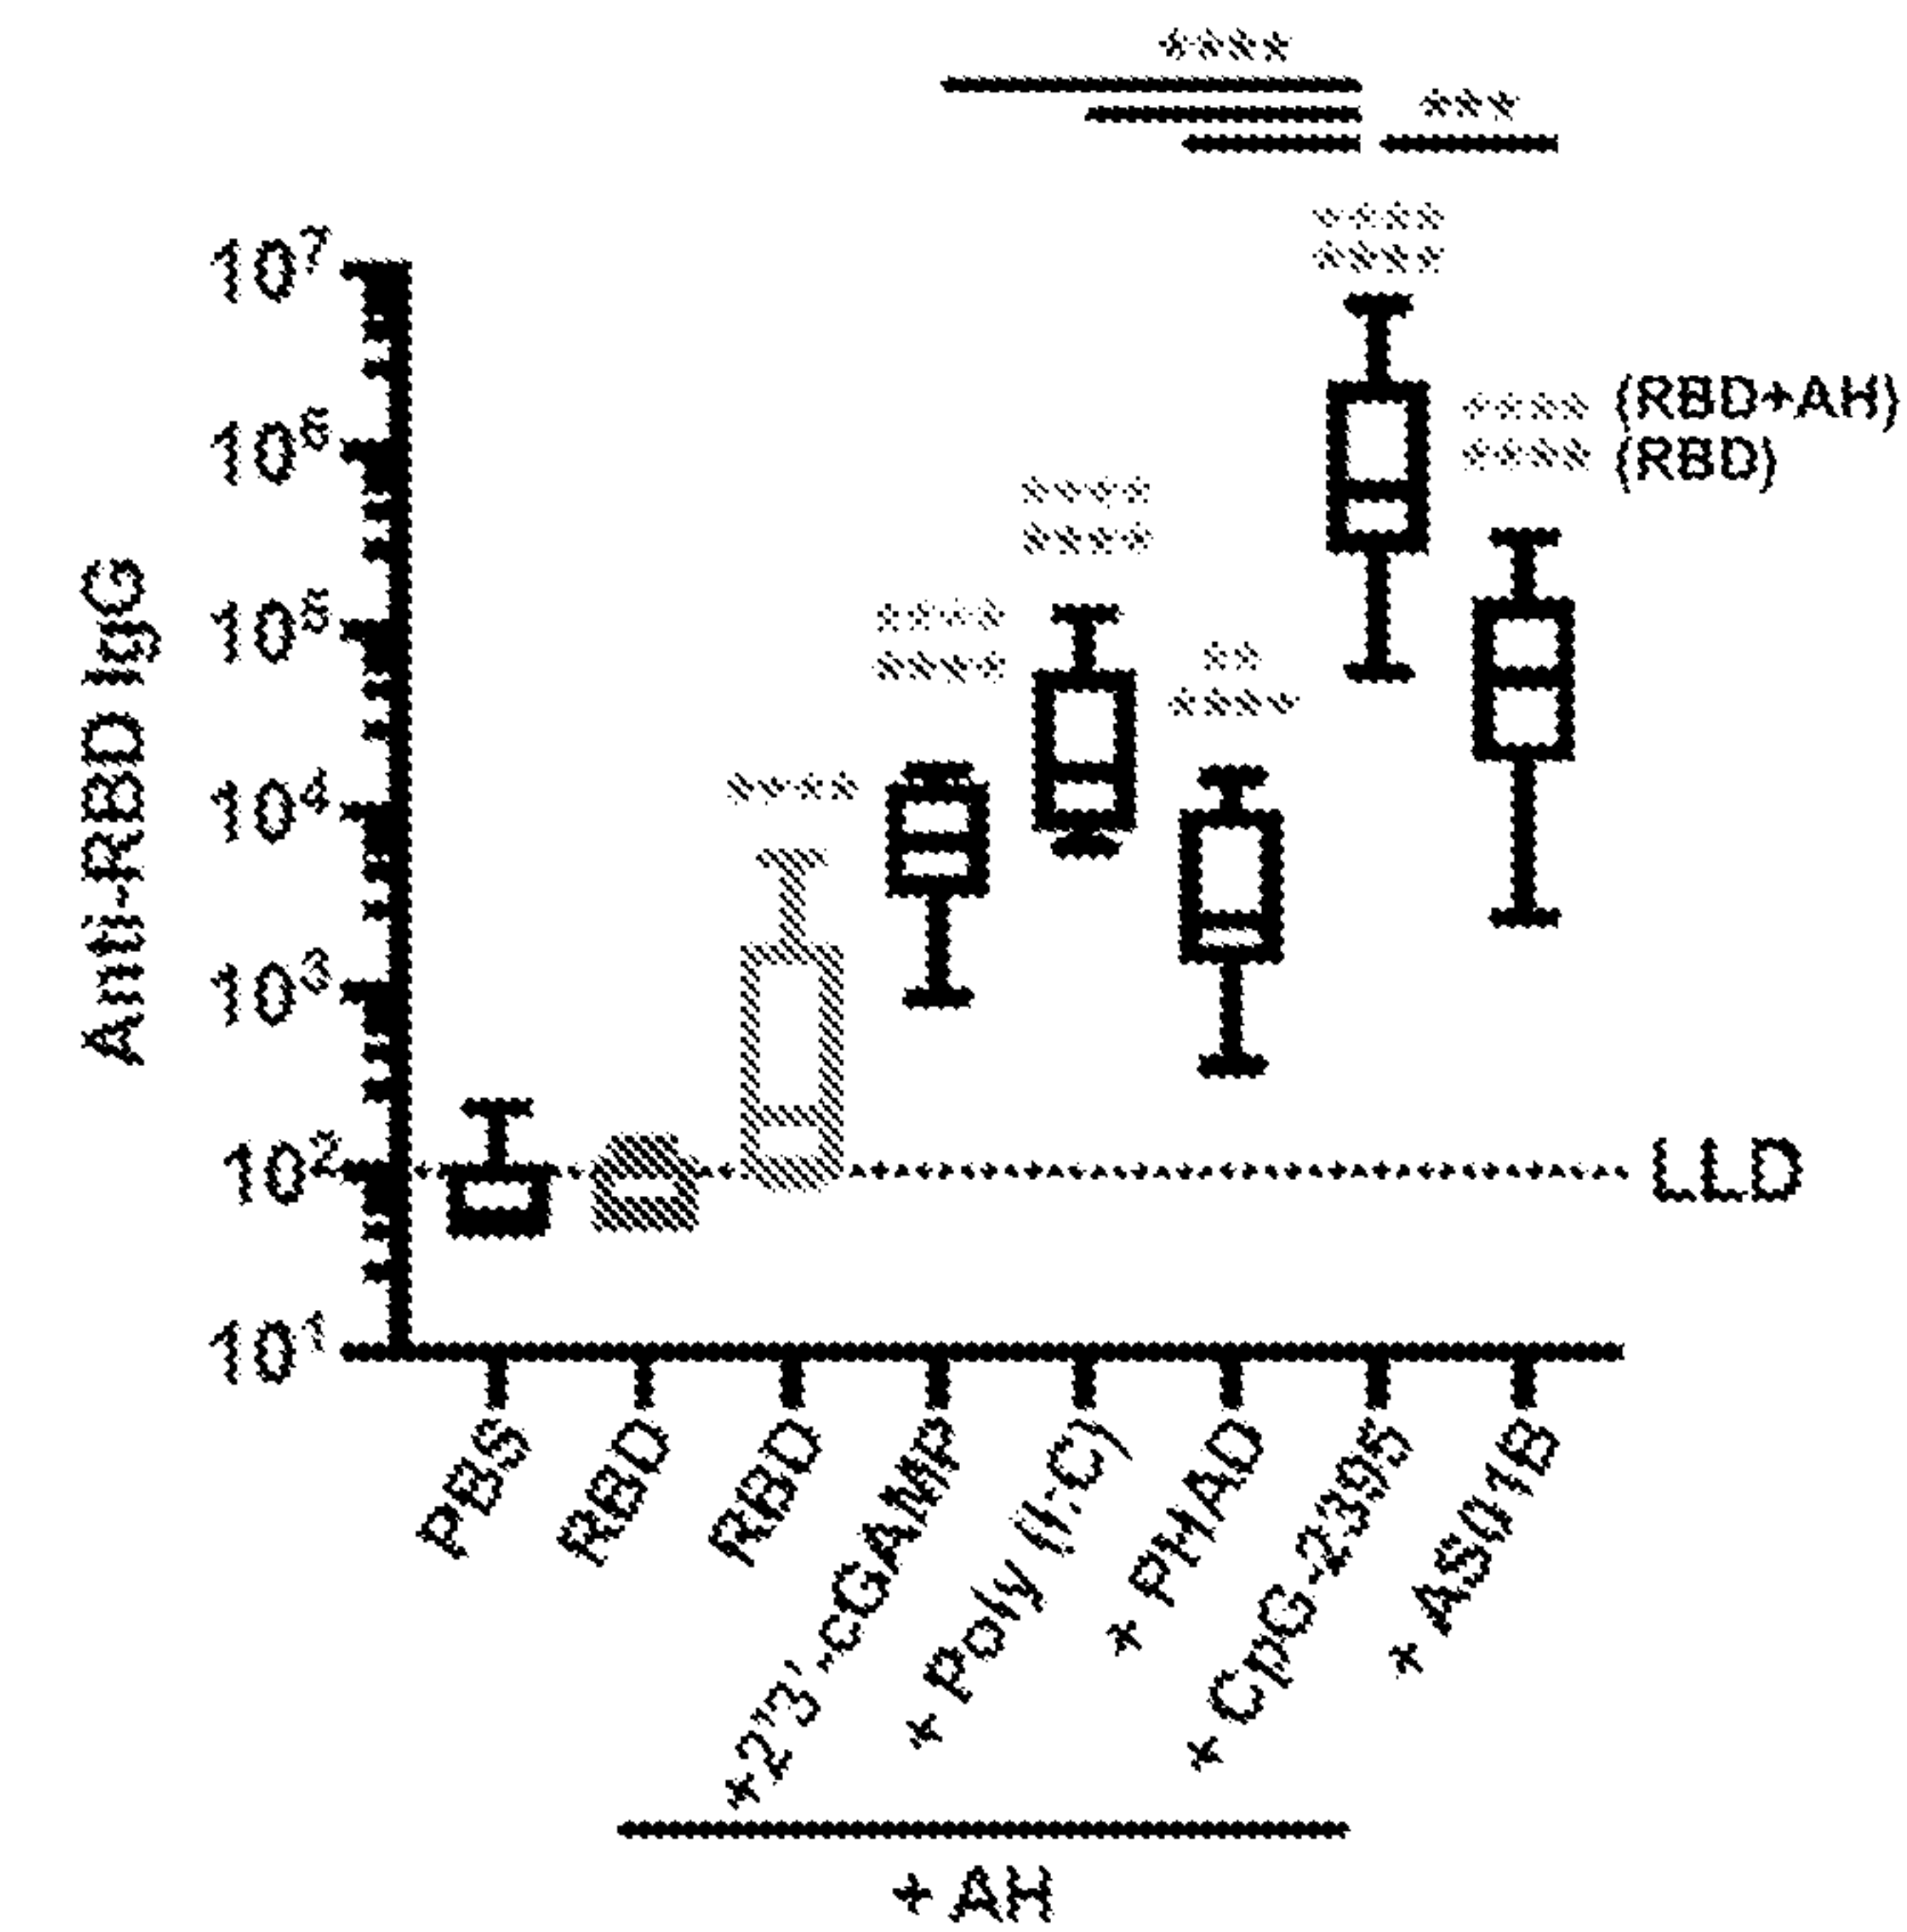 ****
***
****
****
10⁷
**** (RBD+AH)
**** (RBD)
10⁶
****
****
10⁵
****
****
**
****
10⁴
****
10³
10²
LLD
10¹
Anti-RBD IgG
PBS
RBD
RBD
+2'3'-cGAMP
+ Poly (I:C)
+ PHAD
+ CpG-2395
+ AS01B
+ AH